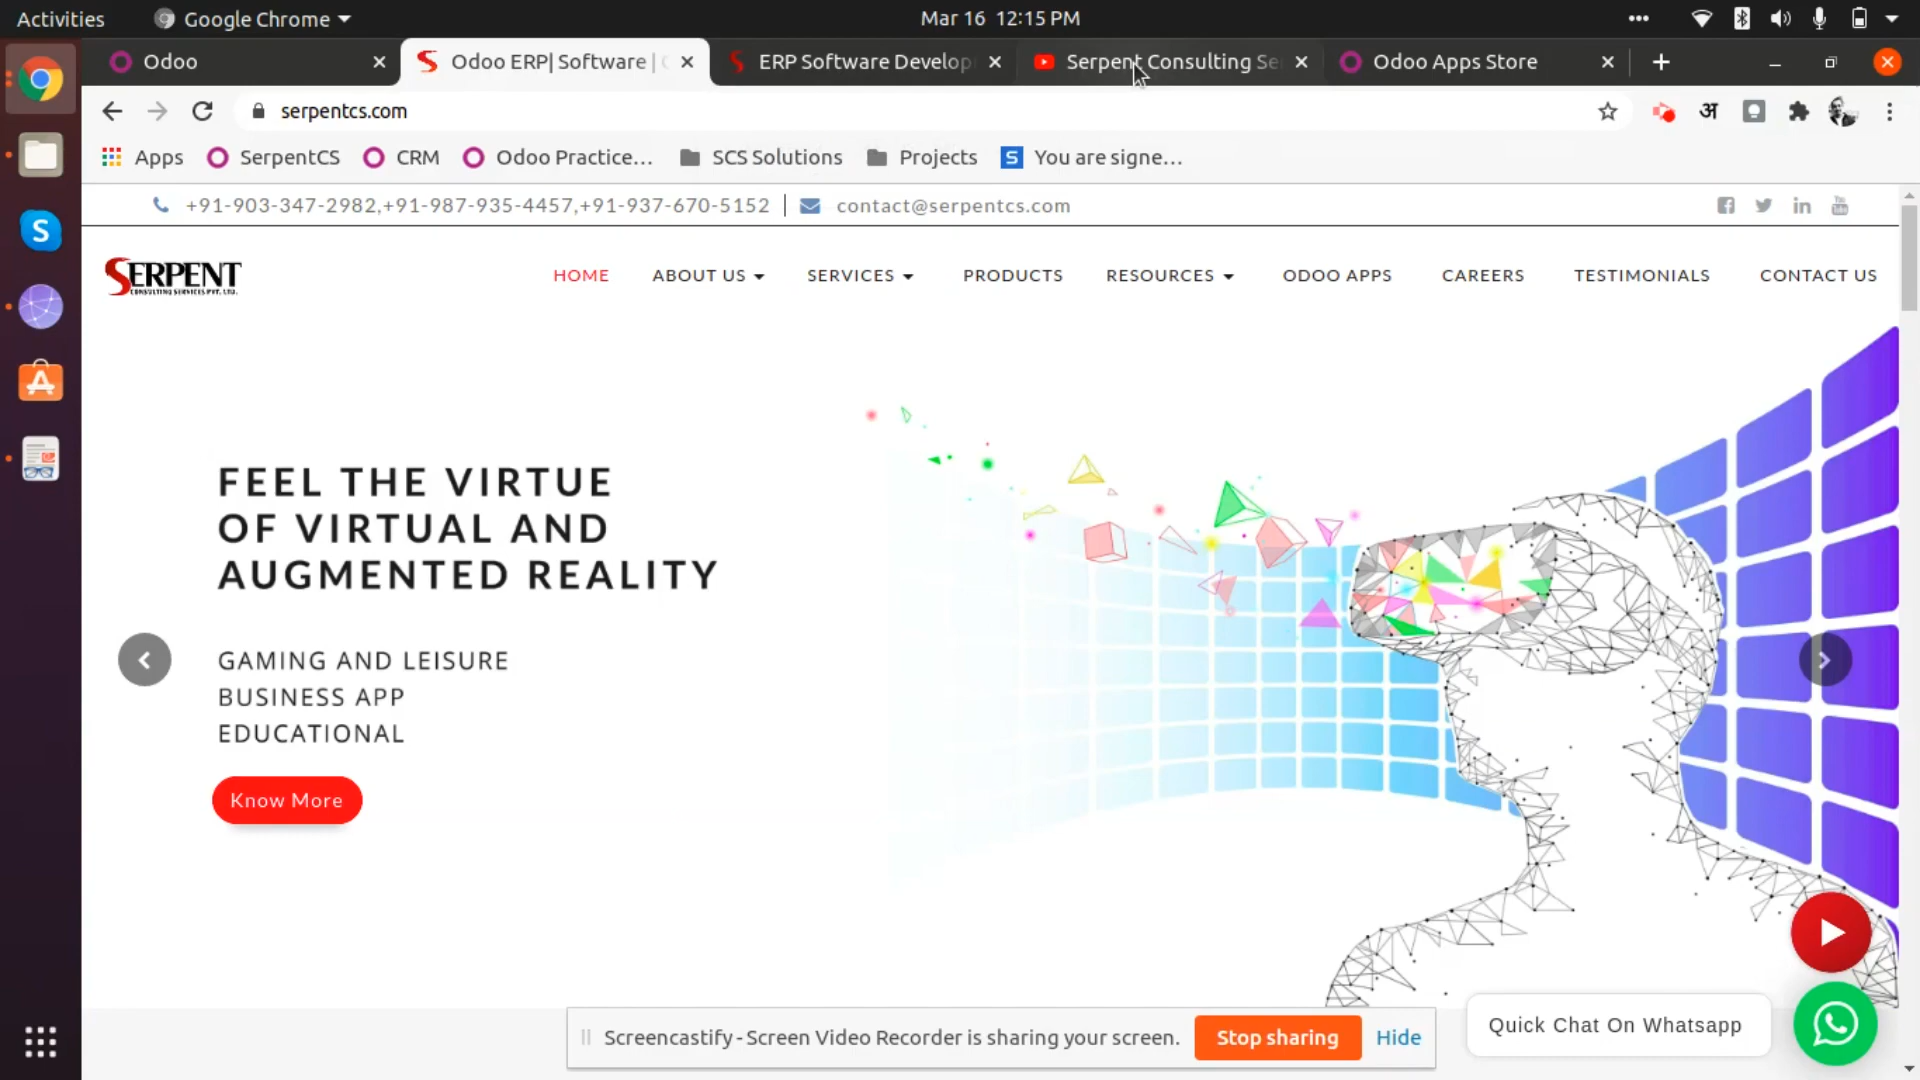 Activities
Google Chrome
Mar 16 12:15 PM
Odoo
Odoo ERP| Software |
ERP Software Develop
Serpent Consulting Se
Odoo Apps Store
serpentcs.com
अ
Apps
SerpentCS
CRM
Odoo Practice...
SCS Solutions
Projects
S
You are signe...
+91-903-347-2982,+91-987-935-4457,+91-937-670-5152
contact@serpentcs.com
SERPENT
CONSULTING SERVICES PVT. LTD.
HOME
ABOUT US
SERVICES
PRODUCTS
RESOURCES
ODOO APPS
CAREERS
TESTIMONIALS
CONTACT US
FEEL THE VIRTUE
OF VIRTUAL AND
AUGMENTED REALITY
GAMING AND LEISURE
BUSINESS APP
EDUCATIONAL
Know More
Screencastify - Screen Video Recorder is sharing your screen.
Stop sharing
Hide
Quick Chat On Whatsapp